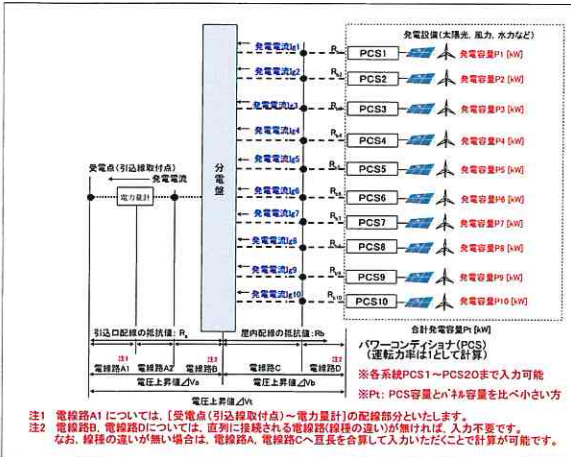 発電設備(太陽光, 風力, 水力など)
発電電流Ig1
PCS1
発電容量P1 [kW]
発電電流Ig2
PCS2
発電容量P2 [kW]
発電電流Ig3
PCS3
発電容量P3 [kW]
発電電流Ig4
PCS4
発電容量P4 [kW]
発電電流Ig5
PCS5
発電容量P5 [kW]
受電点(引込線取付点)
発電電流
電力量計
分電盤
発電電流Ig6
PCS6
発電容量P6 [kW]
発電電流Ig7
PCS7
発電容量P7 [kW]
発電電流Ig8
PCS8
発電容量P8 [kW]
発電電流Ig9
PCS9
発電容量P9 [kW]
発電電流Ig10
PCS10
発電容量P10 [kW]
合計発電容量Pt [kW]
引込口配線の抵抗値: Ra
屋内配線の抵抗値: Rb
パワーコンディショナ(PCS)
(運転力率は1として計算)
注1 注2 注2
電線路A1 電線路A2 電線路B 電線路C 電線路D
電圧上昇値⊿Va 電圧上昇値⊿Vb
電圧上昇値⊿Vt
※各系統PCS1~PCS20まで入力可能
※Pt: PCS容量とパネル容量を比べ小さい方
注1 電線路A1 については, [受電点(引込線取付点)~電力量計]の配線部分といたします。
注2 電線路B, 電線路Dについては, 直列に接続される電線路(線種の違い)が無ければ, 入力不要です。
なお, 線種の違いが無い場合は, 電線路A, 電線路Cへ亘長を合算して入力いただくことで計算が可能です。